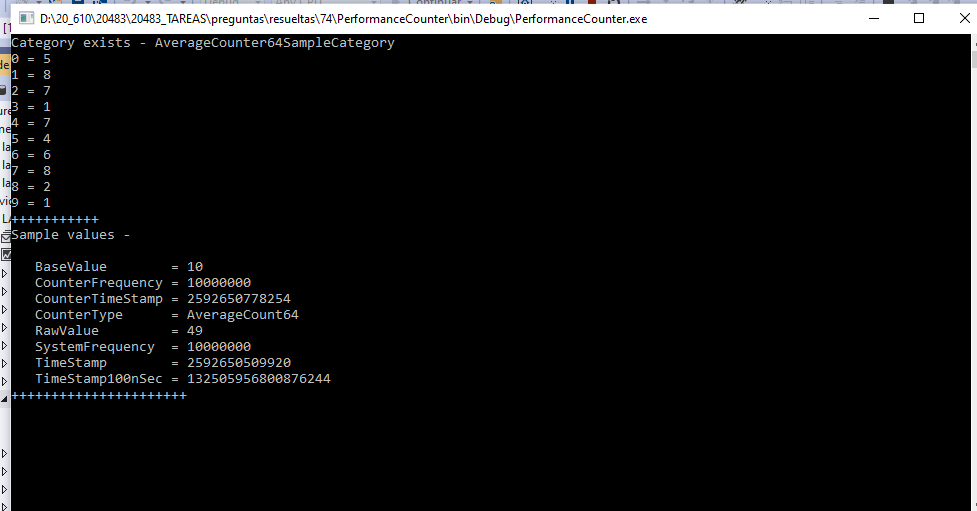 D:\20_610\20483\20483_TAREAS\preguntas\resueltas\74\PerformanceCounter\bin\Debug\PerformanceCounter.exe
Category exists - AverageCounter64SampleCategory
0 = 5
1 = 8
2 = 7
3 = 1
4 = 7
5 = 4
6 = 6
7 = 8
8 = 2
9 = 1
+++++++++++
Sample values -
BaseValue        = 10
CounterFrequency = 10000000
CounterTimeStamp = 2592650778254
CounterType      = AverageCount64
RawValue         = 49
SystemFrequency  = 10000000
TimeStamp        = 2592650509920
TimeStamp100nSec = 132505956800876244
++++++++++++++++++++++